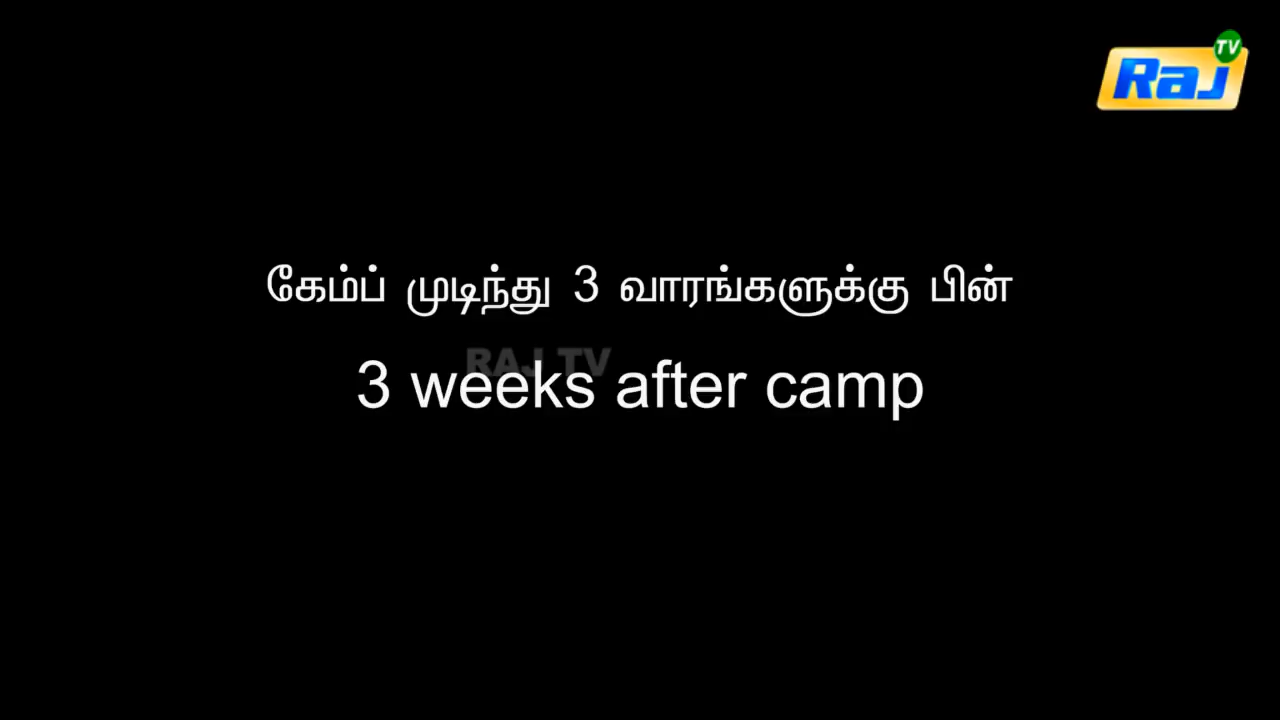 Raj TV
கேம்ப் முடிந்து 3 வாரங்களுக்கு பின்
RAJ TV
3 weeks after camp